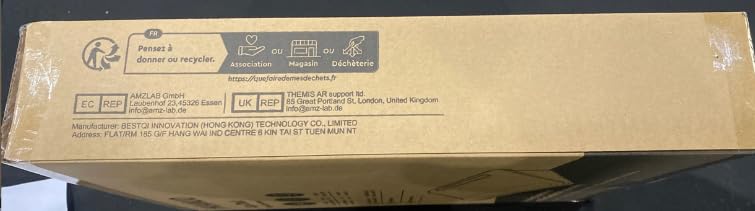 FR
Pensez à
donner ou recycler.
Association OU Magasin OU Déchèterie
https://quefairedemesdechets.fr
EC REP
AMZLAB GmbH
Laubenhof 23,45326 Essen
info@amz-lab.de
UK REP
THEMIS AR support ltd.
85 Great Portland St, London, United Kingdom
info@amz-lab.de
Manufacturer: BESTQI INNOVATION (HONG KONG) TECHNOLOGY CO., LIMITED
Address: FLAT/RM 185 G/F HANG WAI IND CENTRE 6 KIN TAI ST TUEN MUN NT